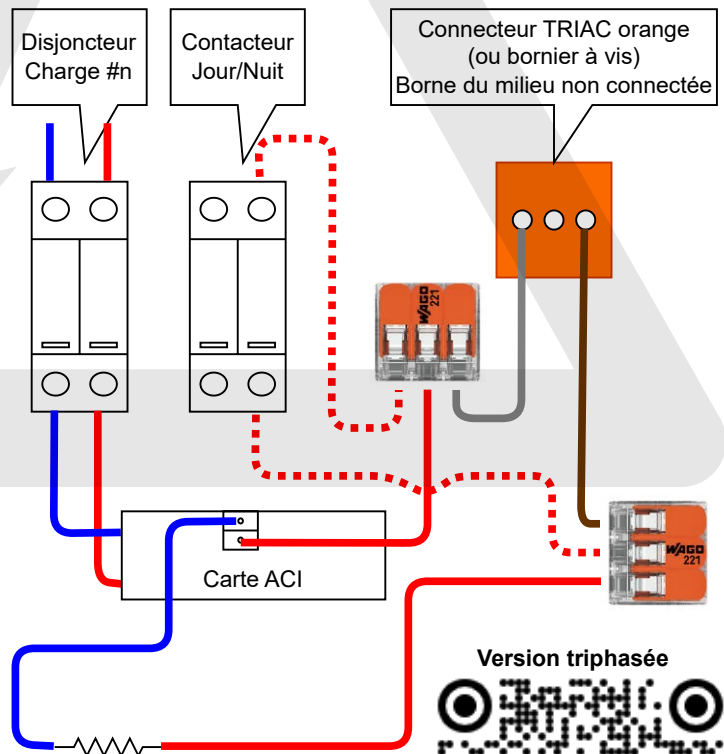 Disjoncteur
Charge #n
Contacteur
Jour/Nuit
Connecteur TRIAC orange
(ou bornier à vis)
Borne du milieu non connectée
WAGO
221
WAGO
221
Carte ACI
Version triphasée